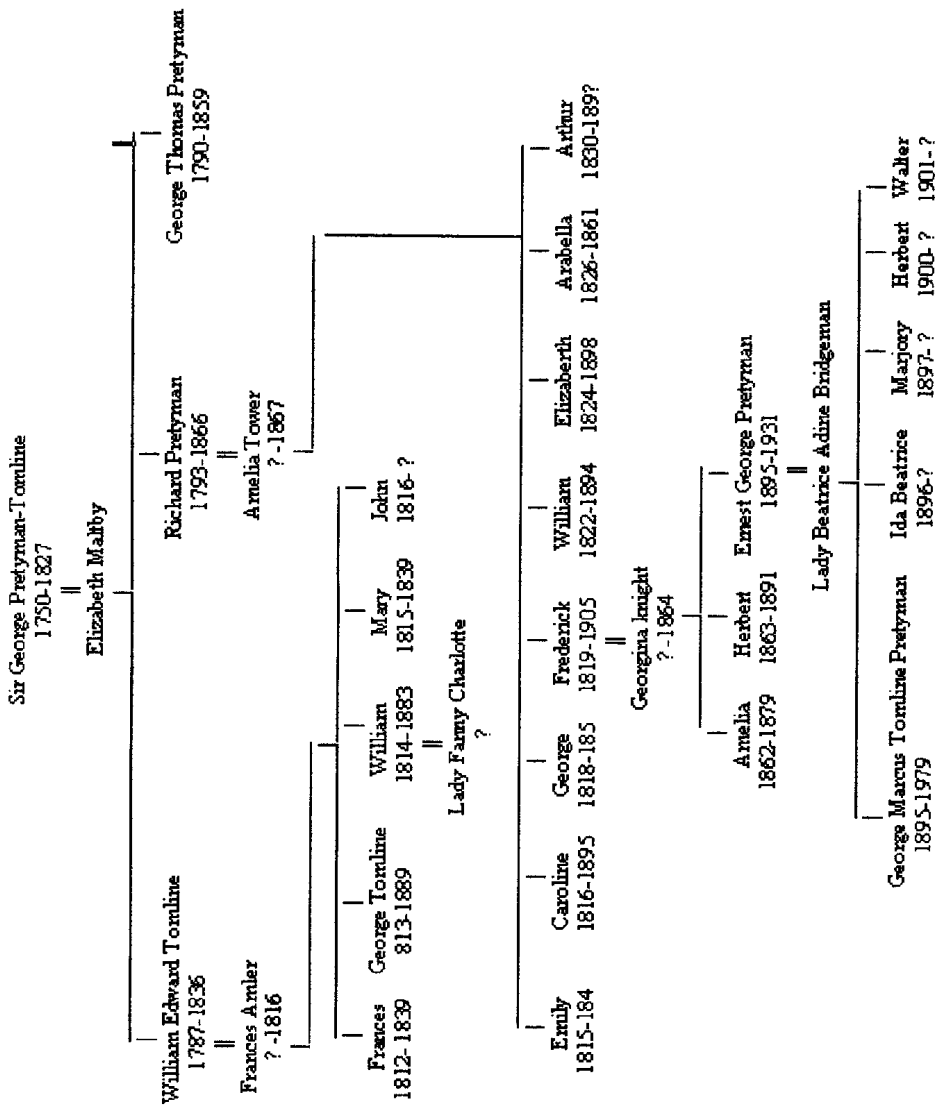 Sir George Pretyman-Tomline
1750-1827
Elizabeth Maltby
William Edward Tomline
1787-1836
Frances Amler
? -1816
Richard Pretyman
1793-1866
Amelia Tower
? -1867
George Thomas Pretyman
1790-1859
Frances
1812-1839
George Tomline
813-1889
William
1814-1883
Lady Fanny Charlotte
?
Mary
1815-1839
John
1816- ?
Emily
1815-184
Caroline
1816-1895
George
1818-185
Frederick
1819-1905
Georgina knight
? -1864
William
1822-1894
Elizaberth
1824-1898
Arabella
1826-1861
Arthur
1830-189?
Amelia
1862-1879
Herbert
1863-1891
Ernest George Pretyman
1895-1931
Lady Beatrice Adine Bridgeman
George Marcus Tomline Pretyman
1895-1979
Ida Beatrice
1896-?
Marjory
1897- ?
Herbert
1900- ?
Walter
1901- ?